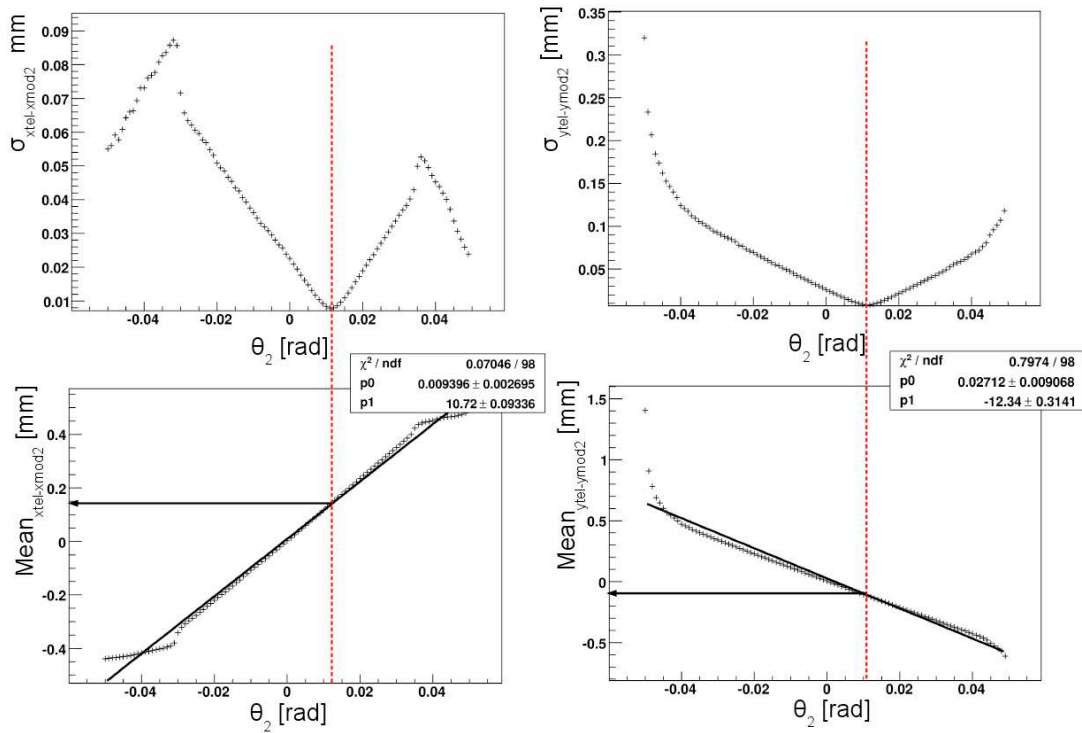 σxtel-xmod2 mm
0.09
0.08
0.07
0.06
0.05
0.04
0.03
0.02
0.01
-0.04 -0.02 0 0.02 0.04
θ2 [rad]
σytel-ymod2 [mm]
0.35
0.3
0.25
0.2
0.15
0.1
0.05
-0.04 -0.02 0 0.02 0.04
θ2 [rad]
χ2 / ndf 0.07046 / 98
p0 0.009396 ± 0.002695
p1 10.72 ± 0.09336
Meanxtel-xmod2 [mm]
0.4
0.2
0
-0.2
-0.4
-0.04 -0.02 0 0.02 0.04
θ2 [rad]
χ2 / ndf 0.7974 / 98
p0 0.02712 ± 0.009068
p1 -12.34 ± 0.3141
Meanytel-ymod2 [mm]
1.5
1
0.5
0
-0.5
-0.04 -0.02 0 0.02 0.04
θ2 [rad]